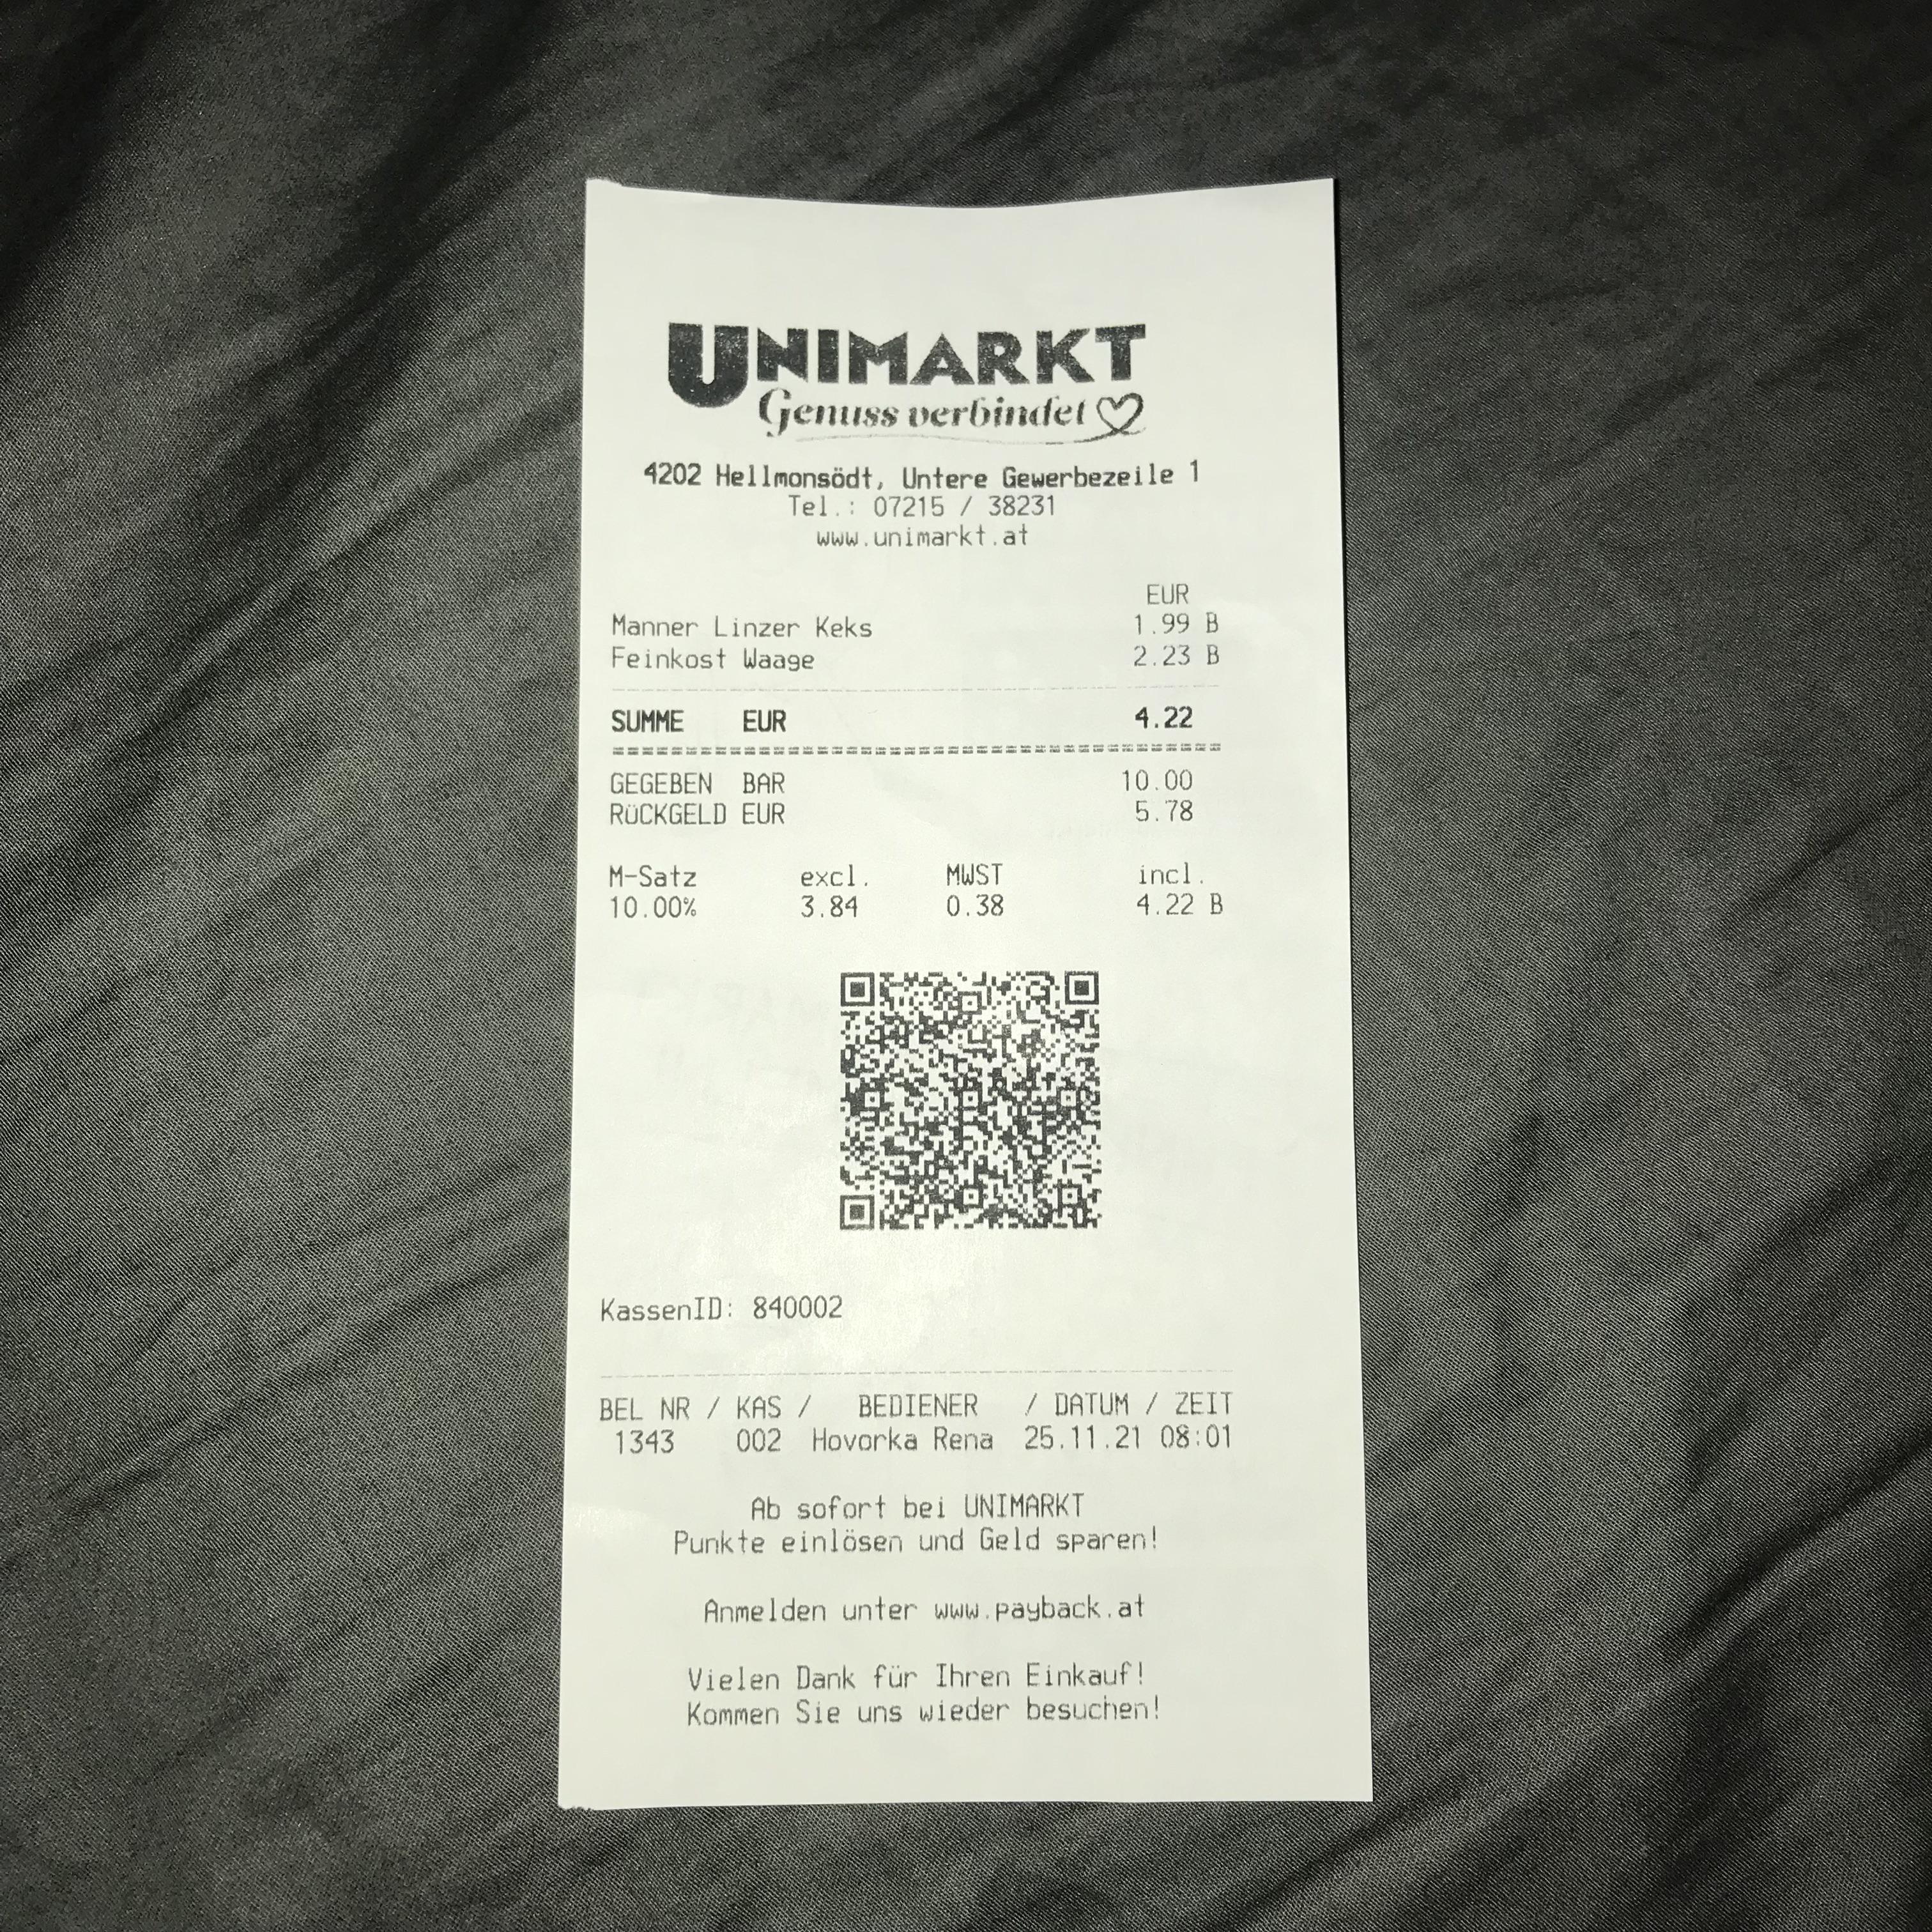 UNIMARKT
Genuss verbindet
4202 Hellmonsödt, Untere Gewerbezeile 1
Tel.: 07215 / 38231
www.unimarkt.at
EUR
Manner Linzer Keks 1.99 B
Feinkost Waage 2.23 B
SUMME EUR 4.22
GEGEBEN BAR 10.00
RÜCKGELD EUR 5.78
M-Satz excl. MWST incl.
10.00% 3.84 0.38 4.22 B
KassenID: 840002
BEL NR / KAS / BEDIENER / DATUM / ZEIT
1343 002 Hovorka Rena 25.11.21 08:01
Ab sofort bei UNIMARKT
Punkte einlösen und Geld sparen!
Anmelden unter www.payback.at
Vielen Dank für Ihren Einkauf!
Kommen Sie uns wieder besuchen!